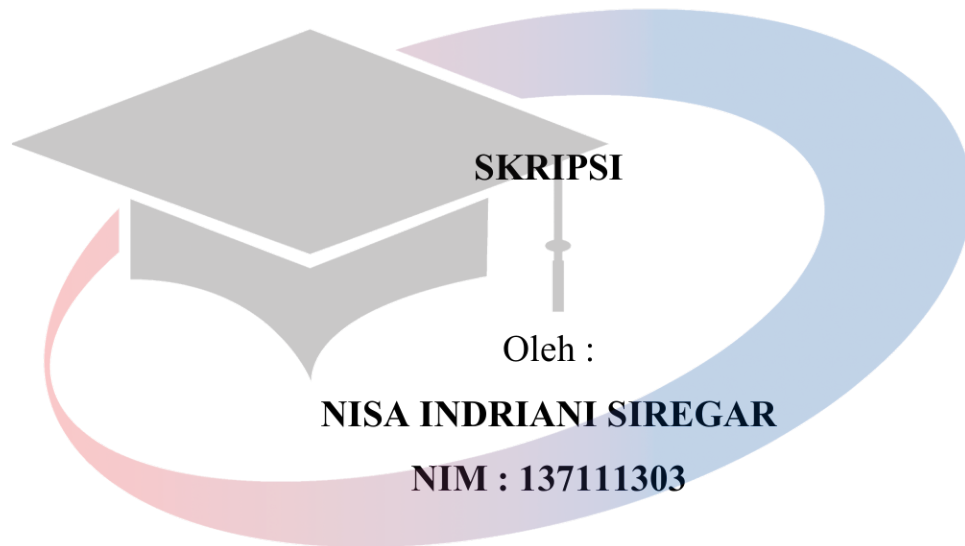 SKRIPSI
Oleh :
NISA INDRIANI SIREGAR
NIM : 137111303